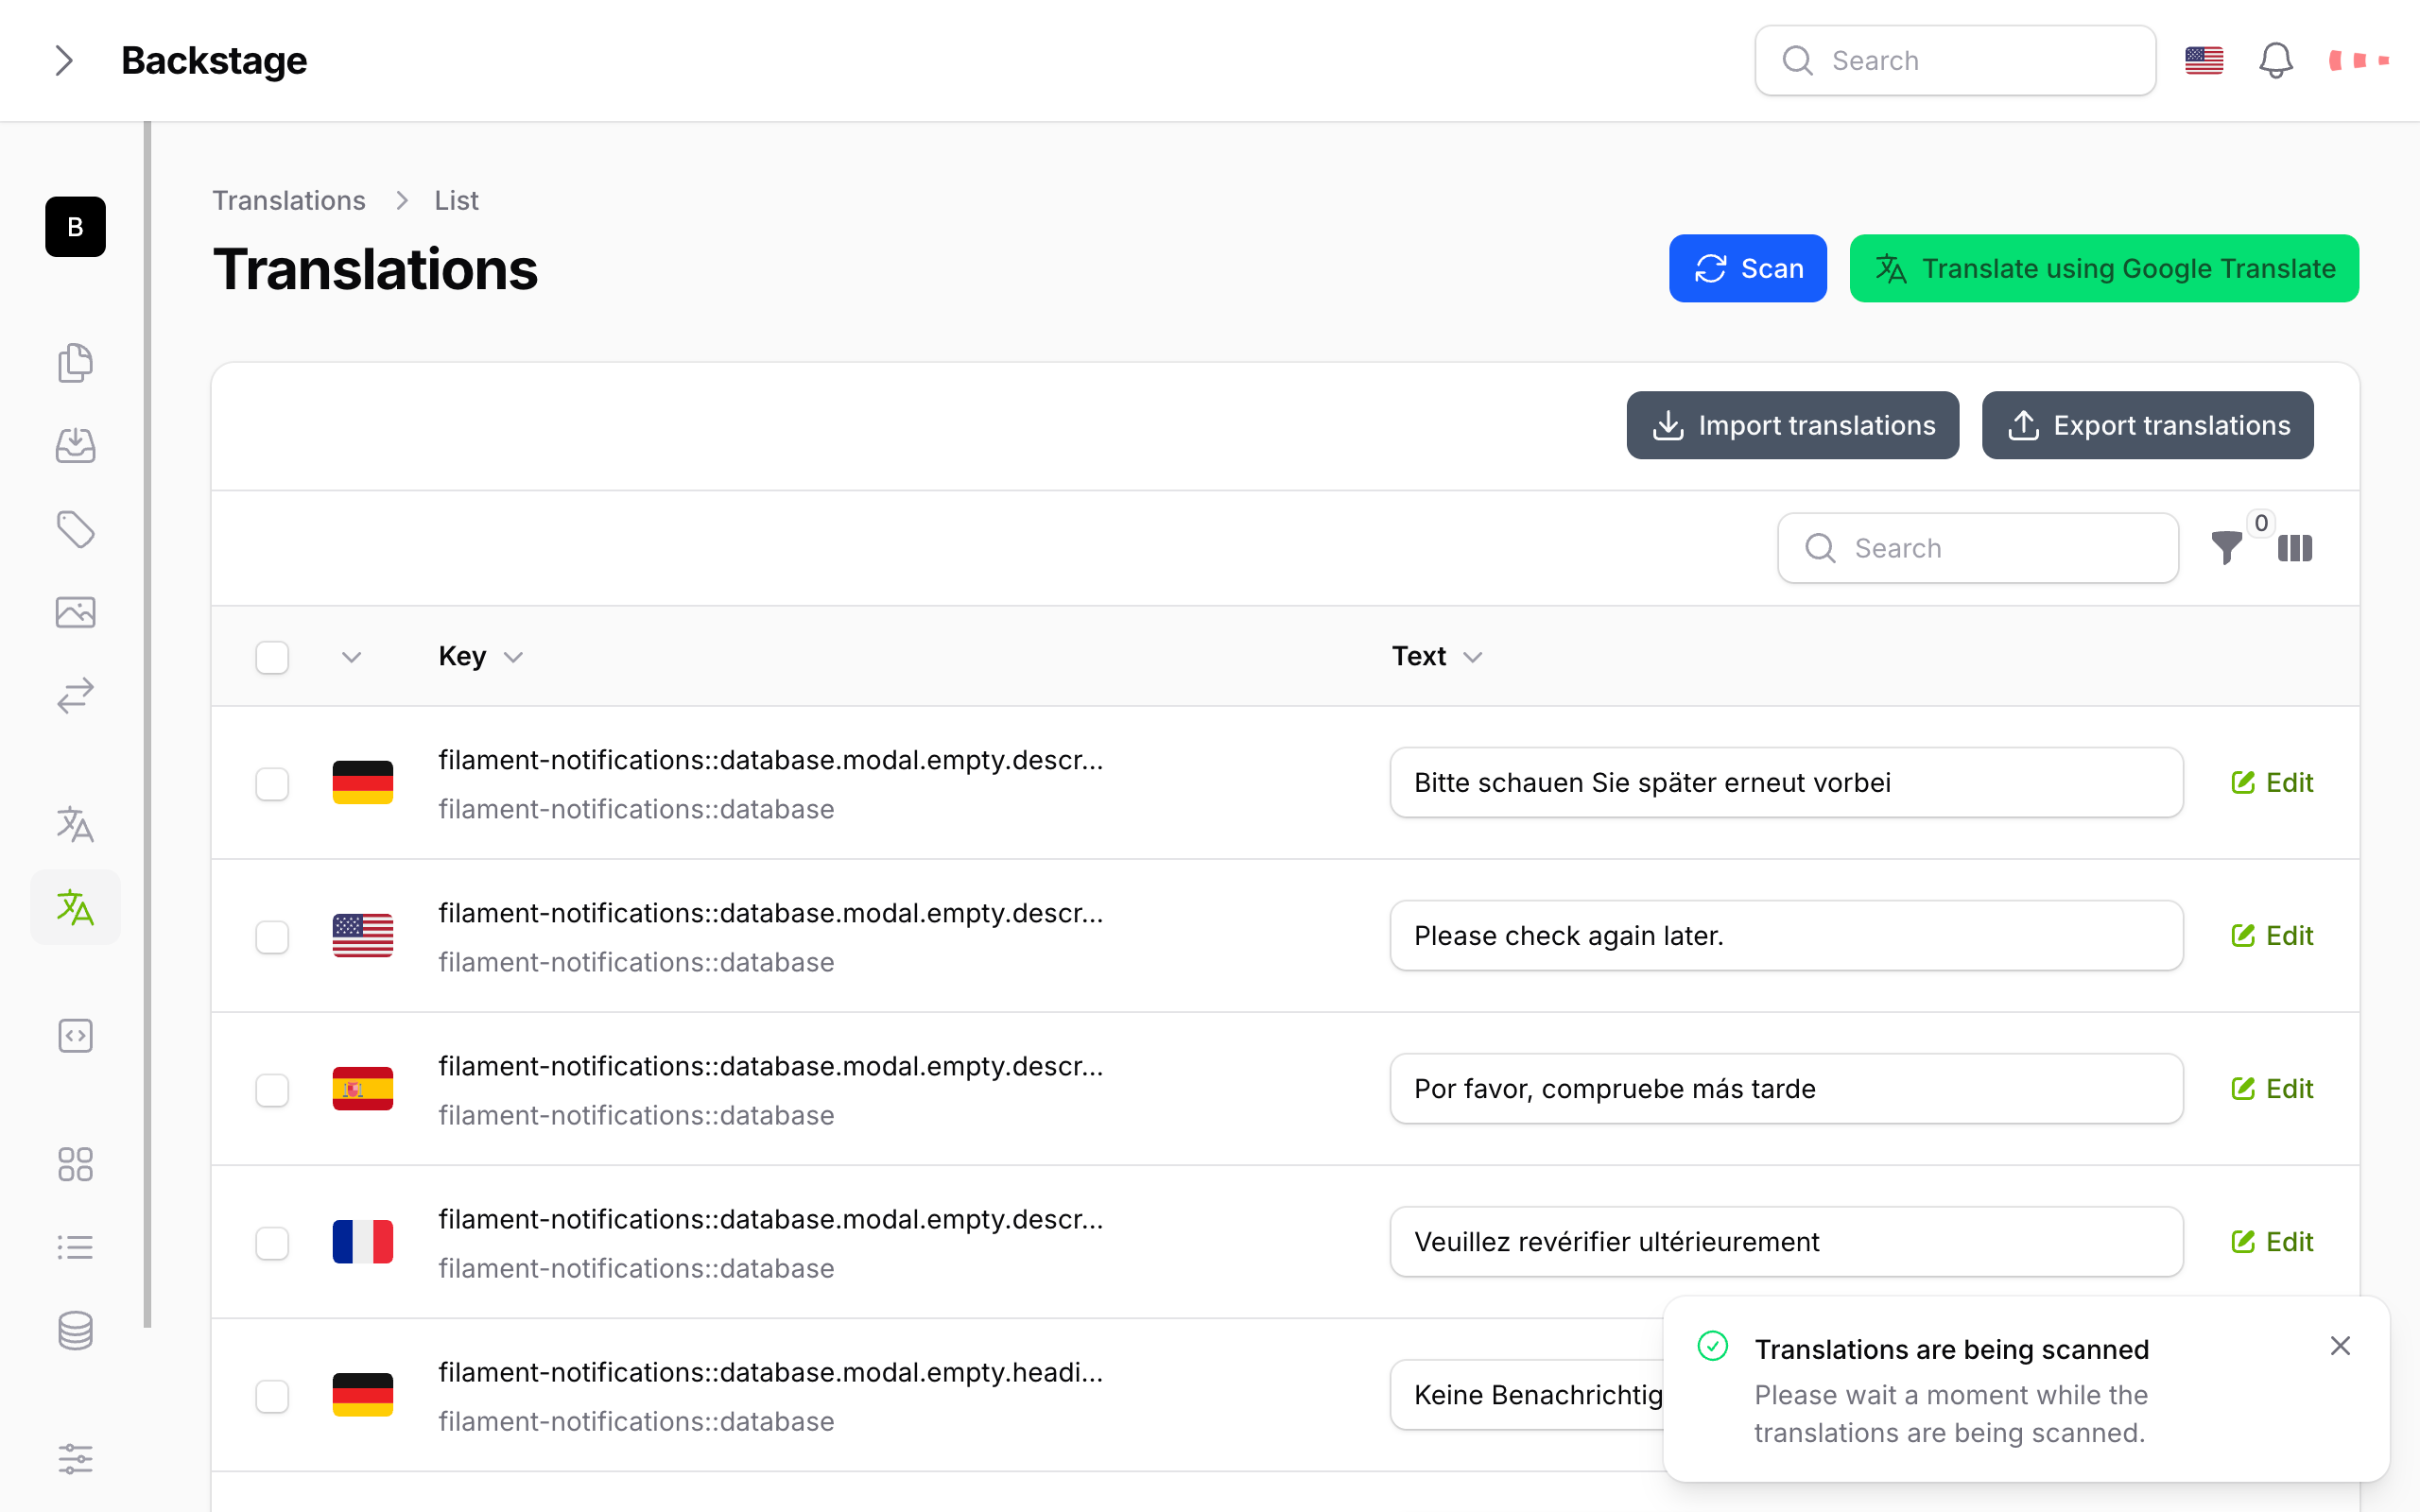 Backstage
Search
B
Translations
List
Translations
Scan
Translate using Google Translate
Import translations
Export translations
Search
0
Key
Text
filament-notifications::database.modal.empty.descr...
filament-notifications::database
Bitte schauen Sie später erneut vorbei
Edit
filament-notifications::database.modal.empty.descr...
filament-notifications::database
Please check again later.
Edit
filament-notifications::database.modal.empty.descr...
filament-notifications::database
Por favor, compruebe más tarde
Edit
filament-notifications::database.modal.empty.descr...
filament-notifications::database
Veuillez revérifier ultérieurement
Edit
filament-notifications::database.modal.empty.headi...
filament-notifications::database
Keine Benachrichtig
Translations are being scanned
Please wait a moment while the
translations are being scanned.